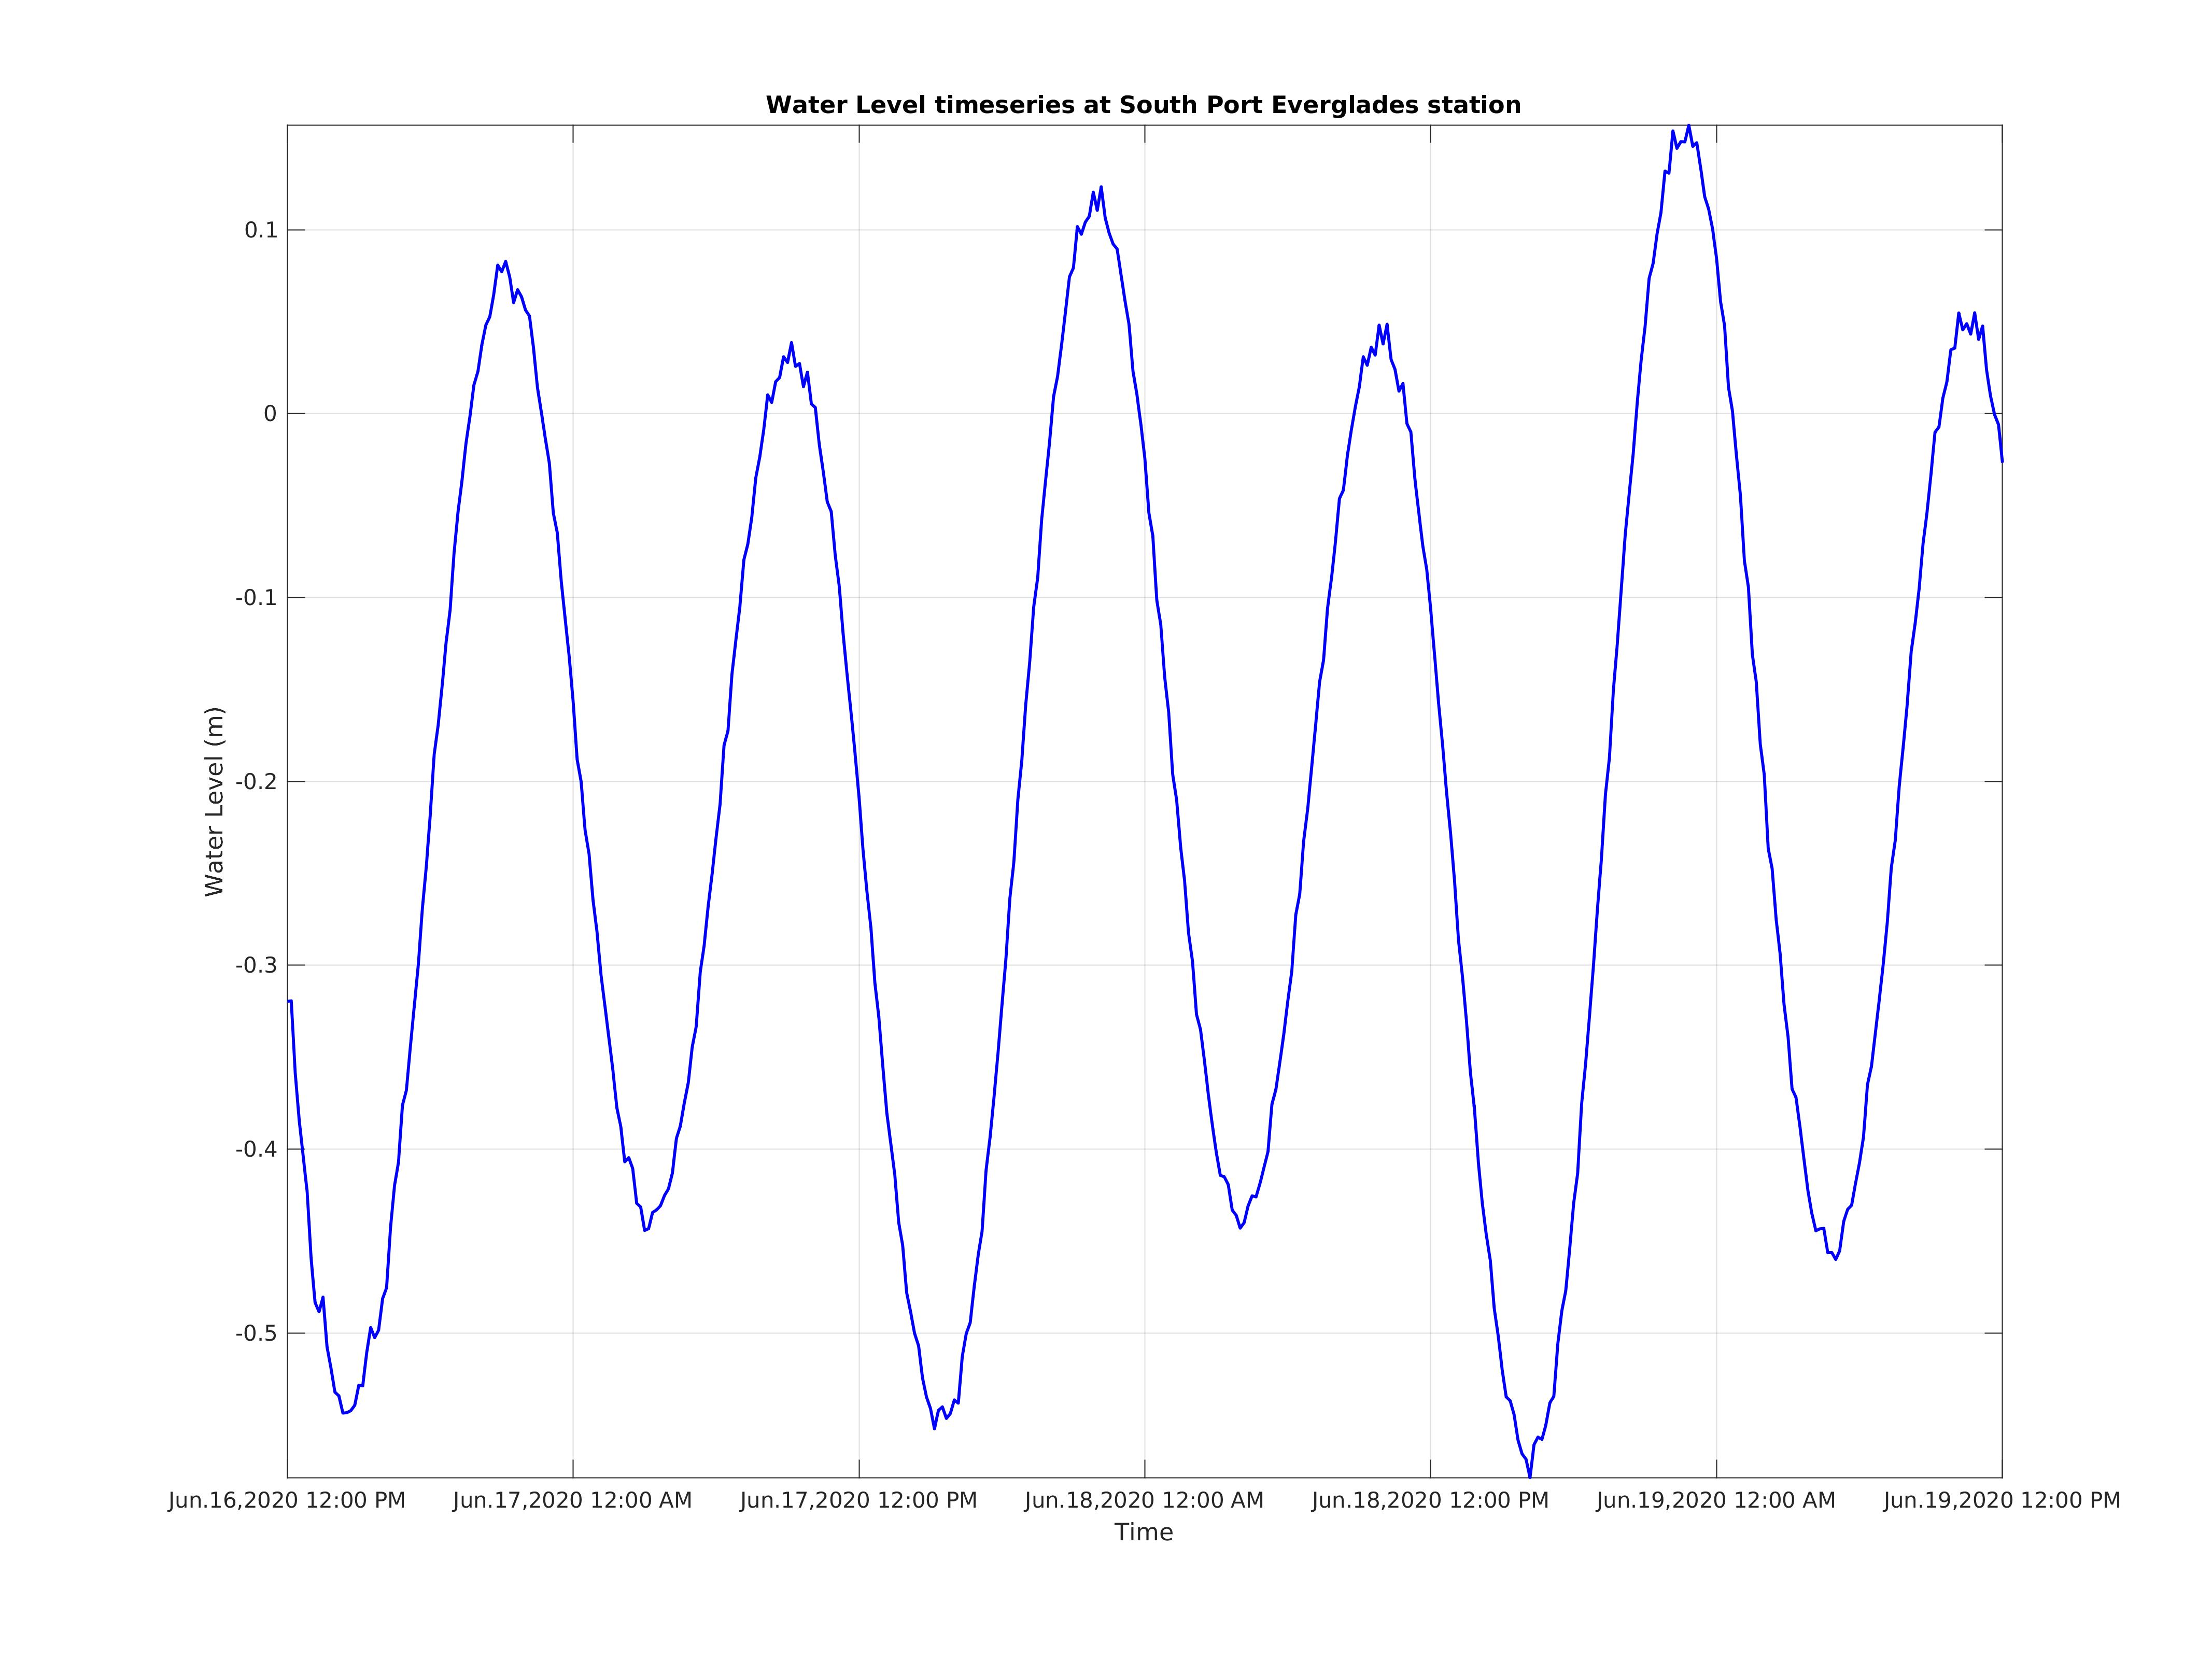 Water Level timeseries at South Port Everglades station
0.1
0
-0.1
-0.2
-0.3
-0.4
-0.5
Water Level (m)
Jun.16,2020 12:00 PM
Jun.17,2020 12:00 AM
Jun.17,2020 12:00 PM
Jun.18,2020 12:00 AM
Jun.18,2020 12:00 PM
Jun.19,2020 12:00 AM
Jun.19,2020 12:00 PM
Time